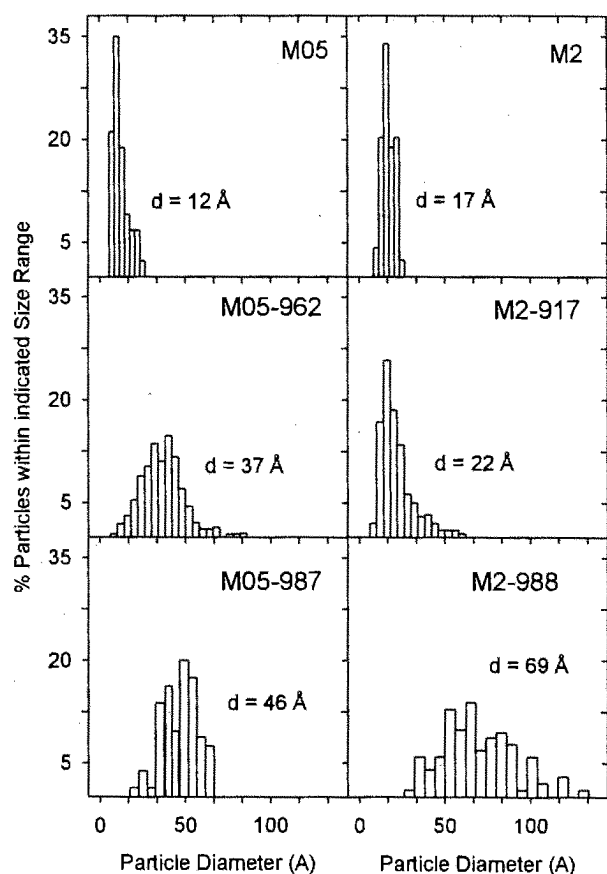 % Particles within indicated Size Range
35
20
5
M05
d = 12 Å
M2
d = 17 Å
35
20
5
M05-962
d = 37 Å
M2-917
d = 22 Å
35
20
5
M05-987
d = 46 Å
M2-988
d = 69 Å
0 50 100
0 50 100
Particle Diameter (A)
Particle Diameter (A)